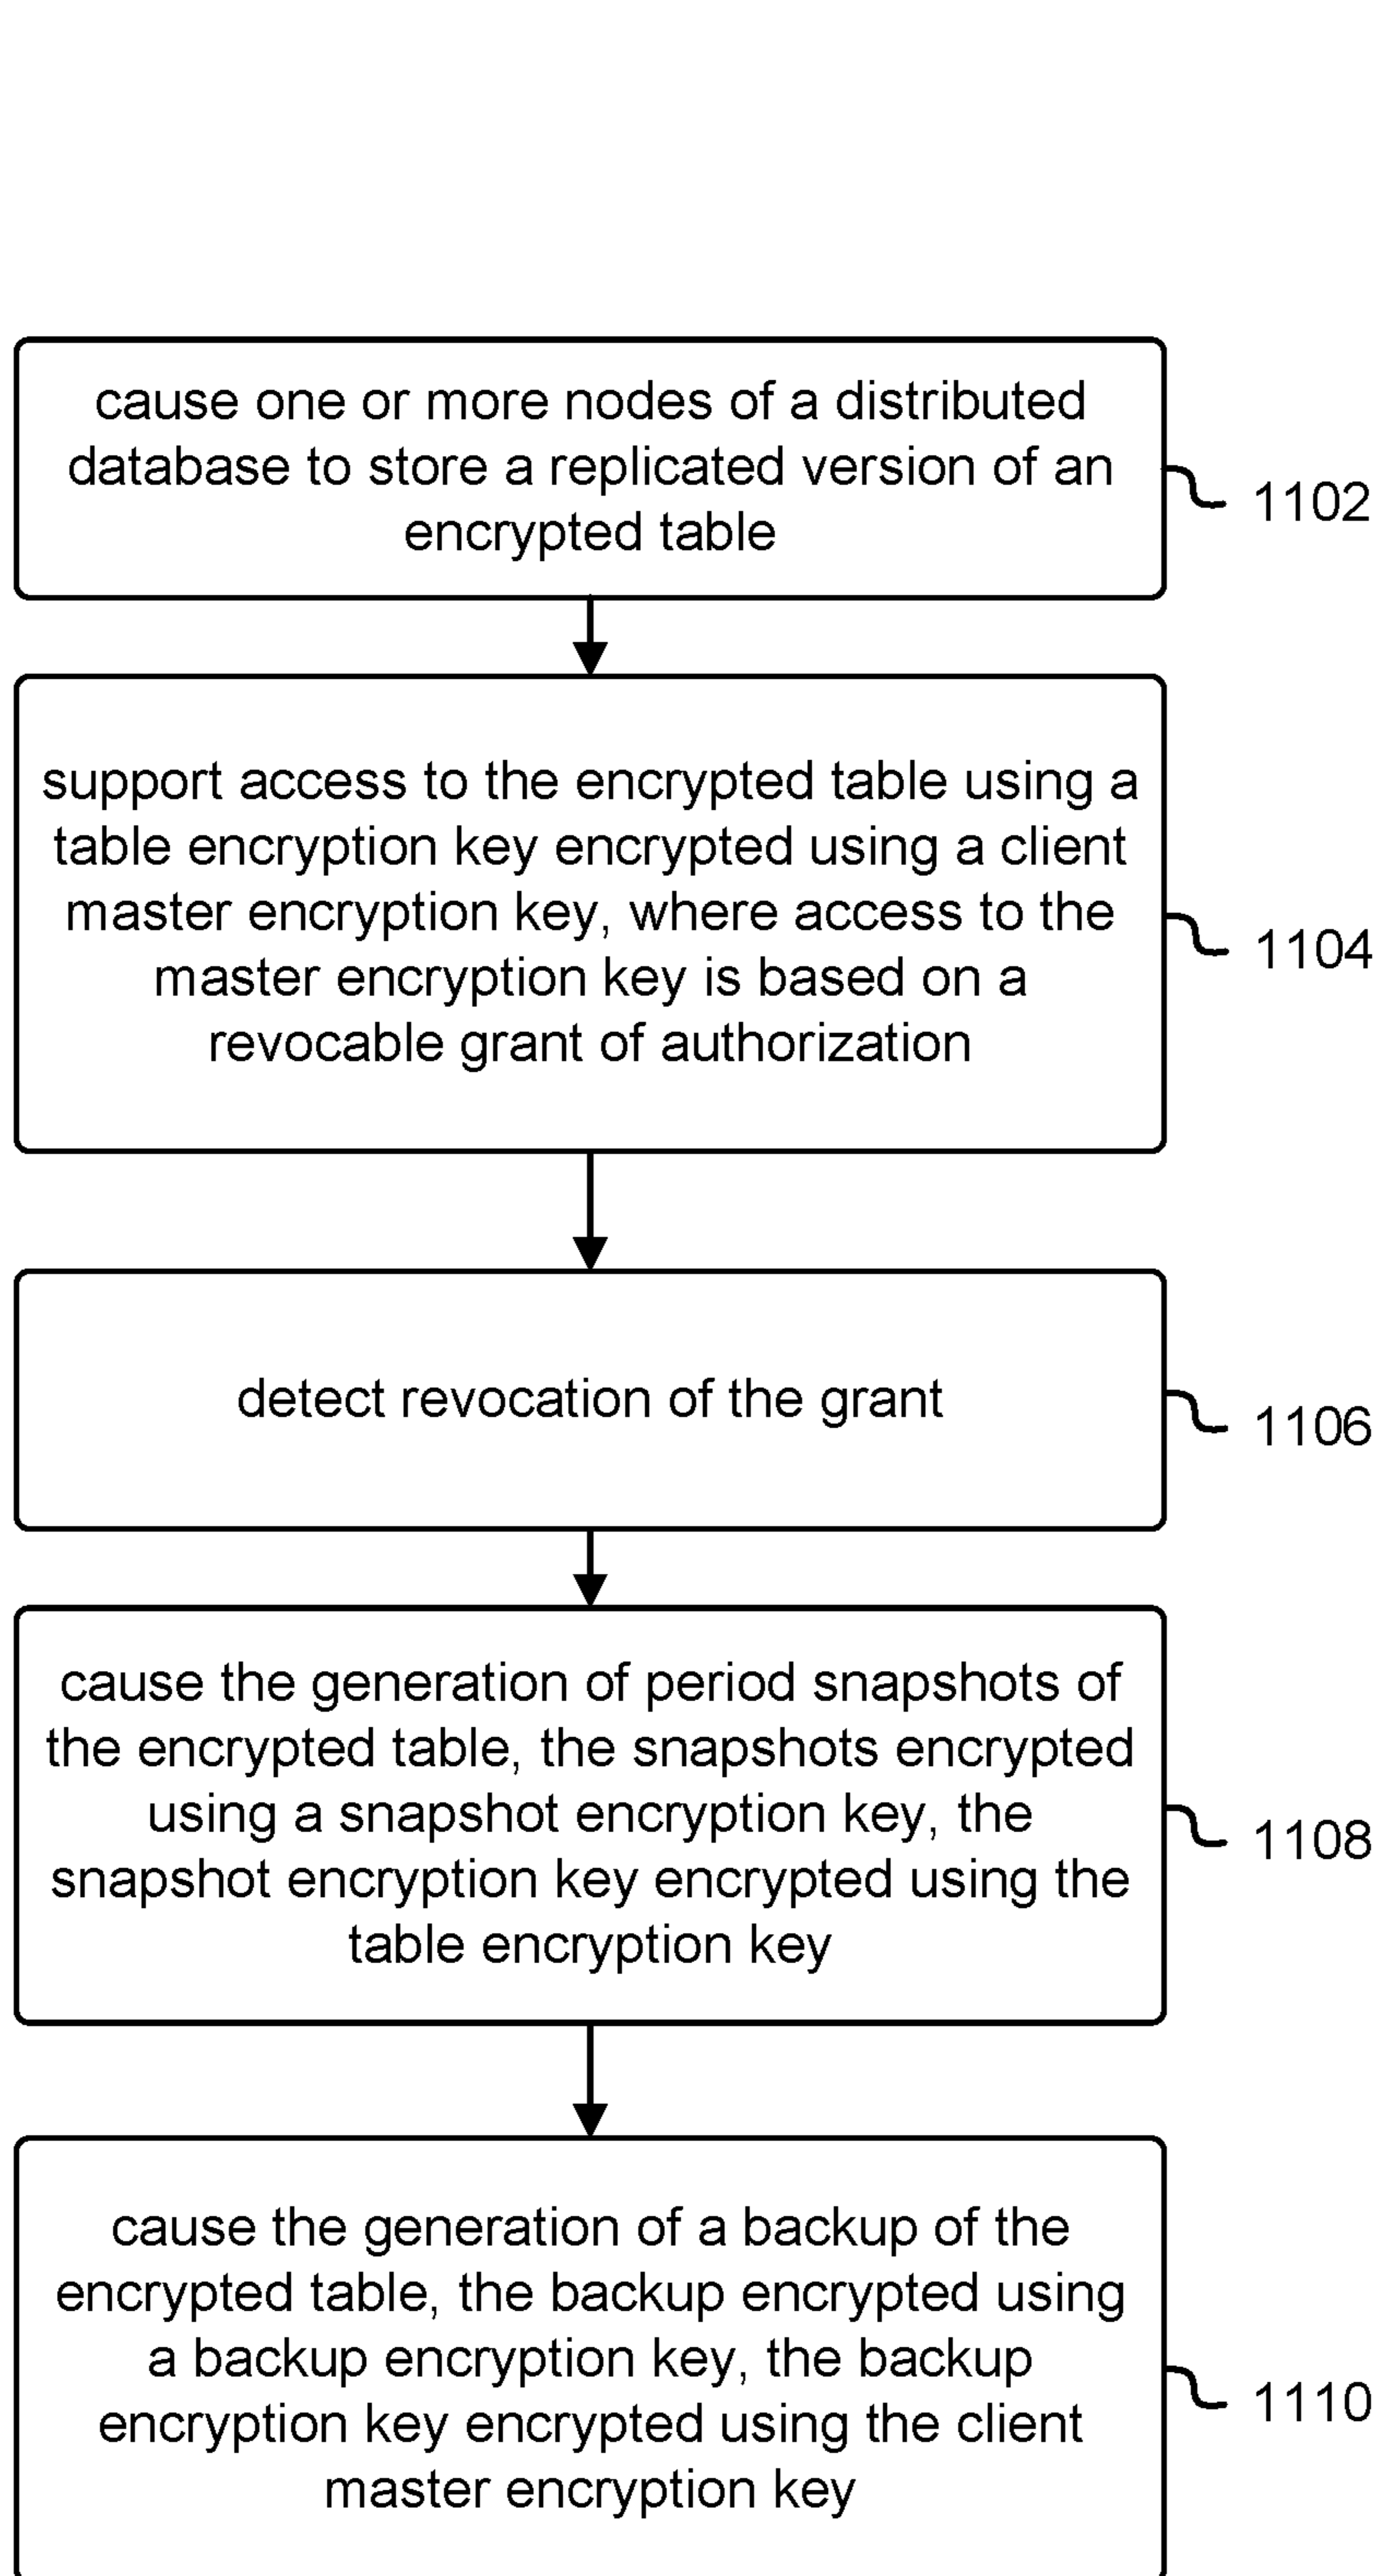 cause one or more nodes of a distributed
database to store a replicated version of an
encrypted table
1102
support access to the encrypted table using a
table encryption key encrypted using a client
master encryption key, where access to the
master encryption key is based on a
revocable grant of authorization
1104
detect revocation of the grant
1106
cause the generation of period snapshots of
the encrypted table, the snapshots encrypted
using a snapshot encryption key, the
snapshot encryption key encrypted using the
table encryption key
1108
cause the generation of a backup of the
encrypted table, the backup encrypted using
a backup encryption key, the backup
encryption key encrypted using the client
master encryption key
1110